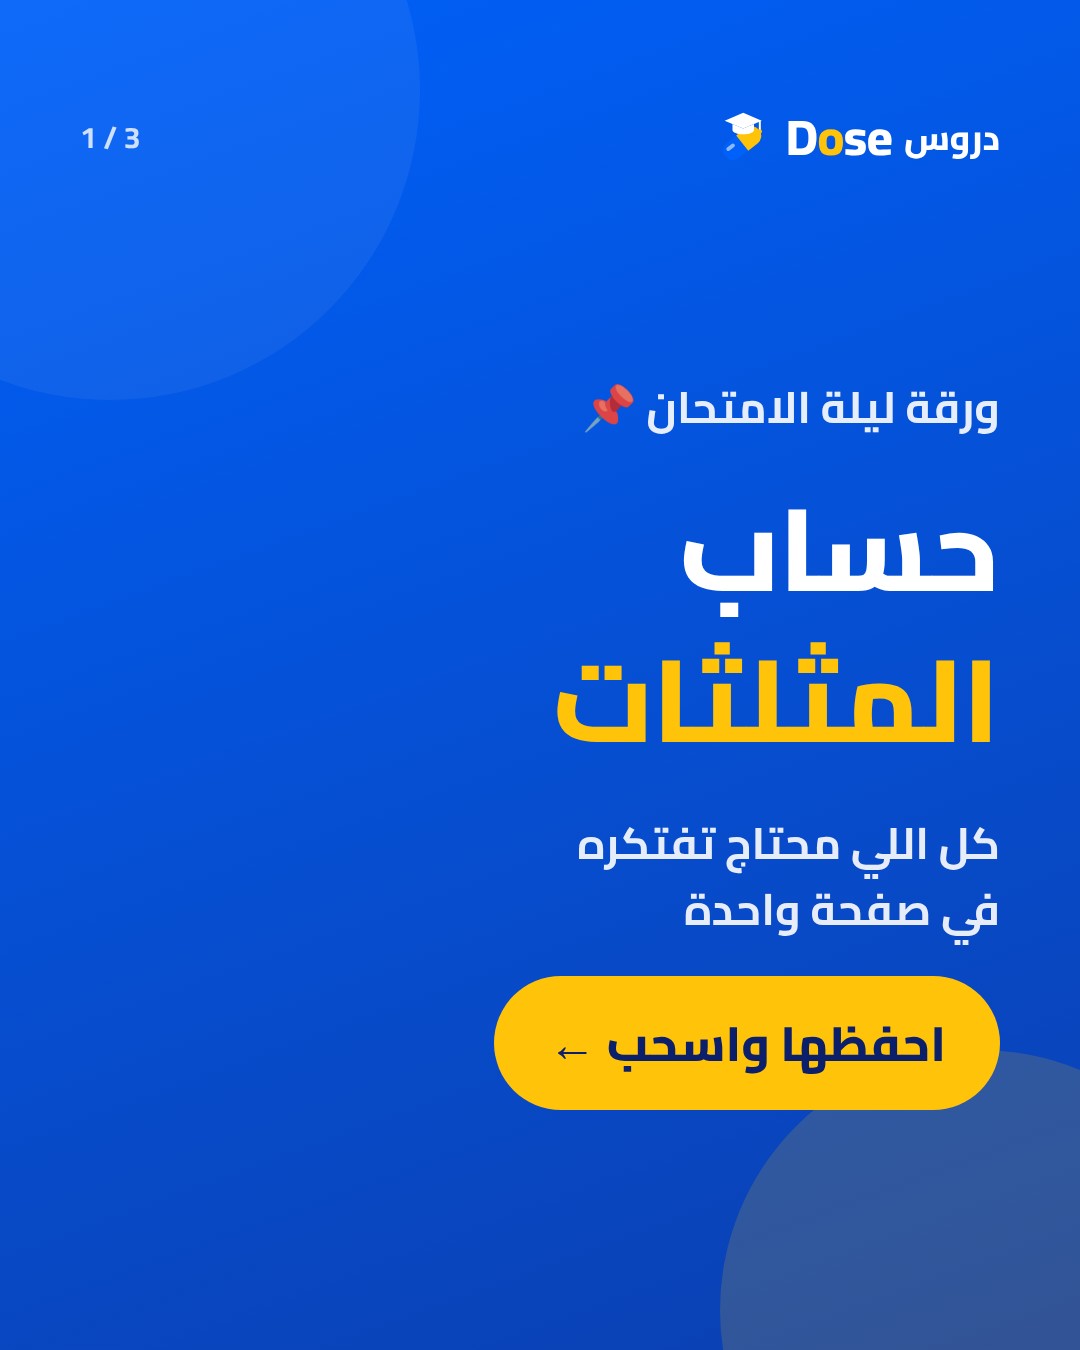 دروس Dose
1 / 3
ورقة ليلة الامتحان 📌
حساب
المثلثات
كل اللي محتاج تفتكره
في صفحة واحدة
احفظها واسحب ←